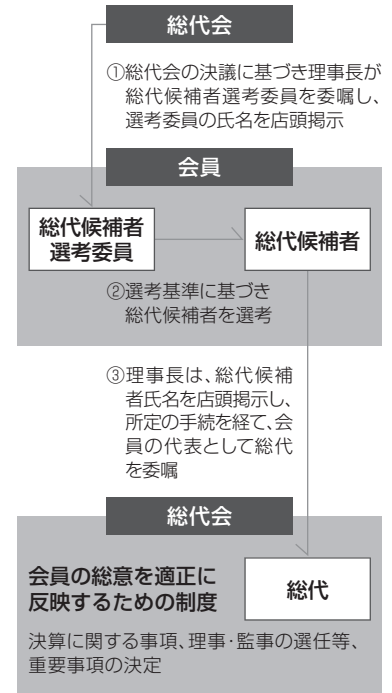 総代会
①総代会の決議に基づき理事長が
総代候補者選考委員を委嘱し、
選考委員の氏名を店頭掲示
会員
総代候補者
選考委員
総代候補者
②選考基準に基づき
総代候補者を選考
③理事長は、総代候補
者氏名を店頭掲示し、
所定の手続を経て、会
員の代表として総代
を委嘱
総代会
会員の総意を適正に
反映するための制度
総代
決算に関する事項、理事・監事の選任等、
重要事項の決定